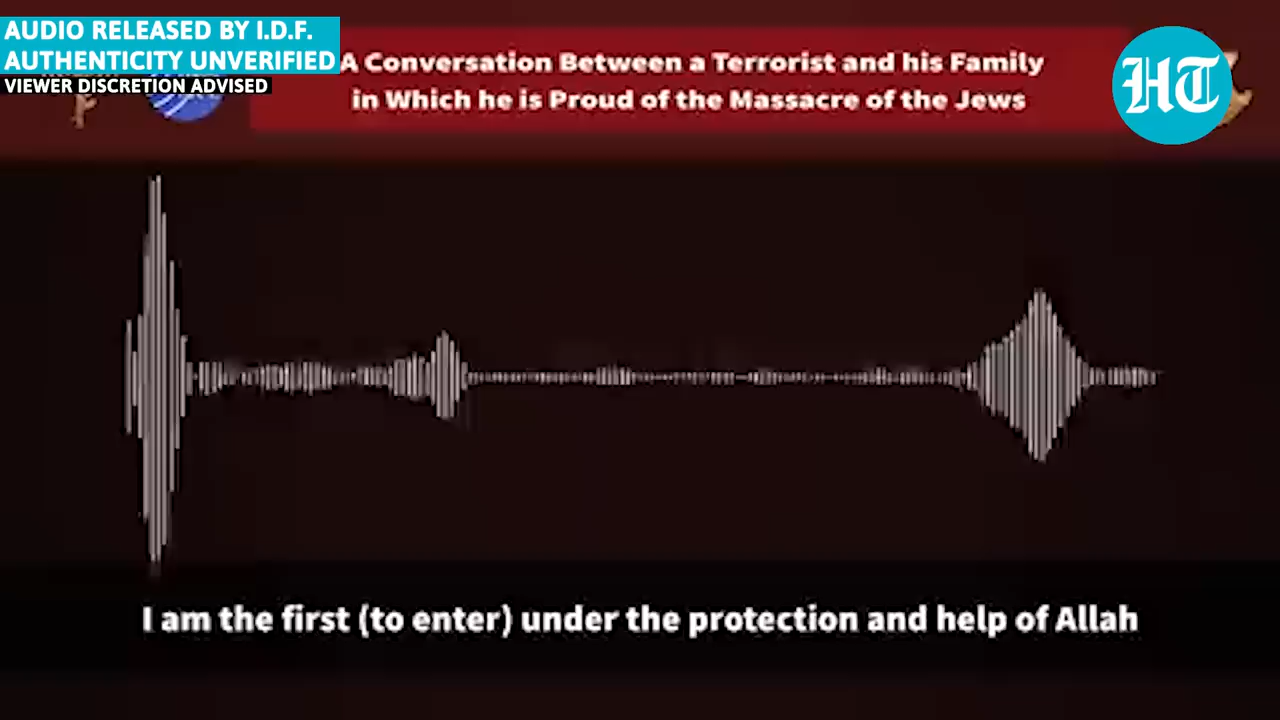 AUDIO RELEASED BY I.D.F.
AUTHENTICITY UNVERIFIED
VIEWER DISCRETION ADVISED
A Conversation Between a Terrorist and his Family
in Which he is Proud of the Massacre of the Jews
HT
I am the first (to enter) under the protection and help of Allah